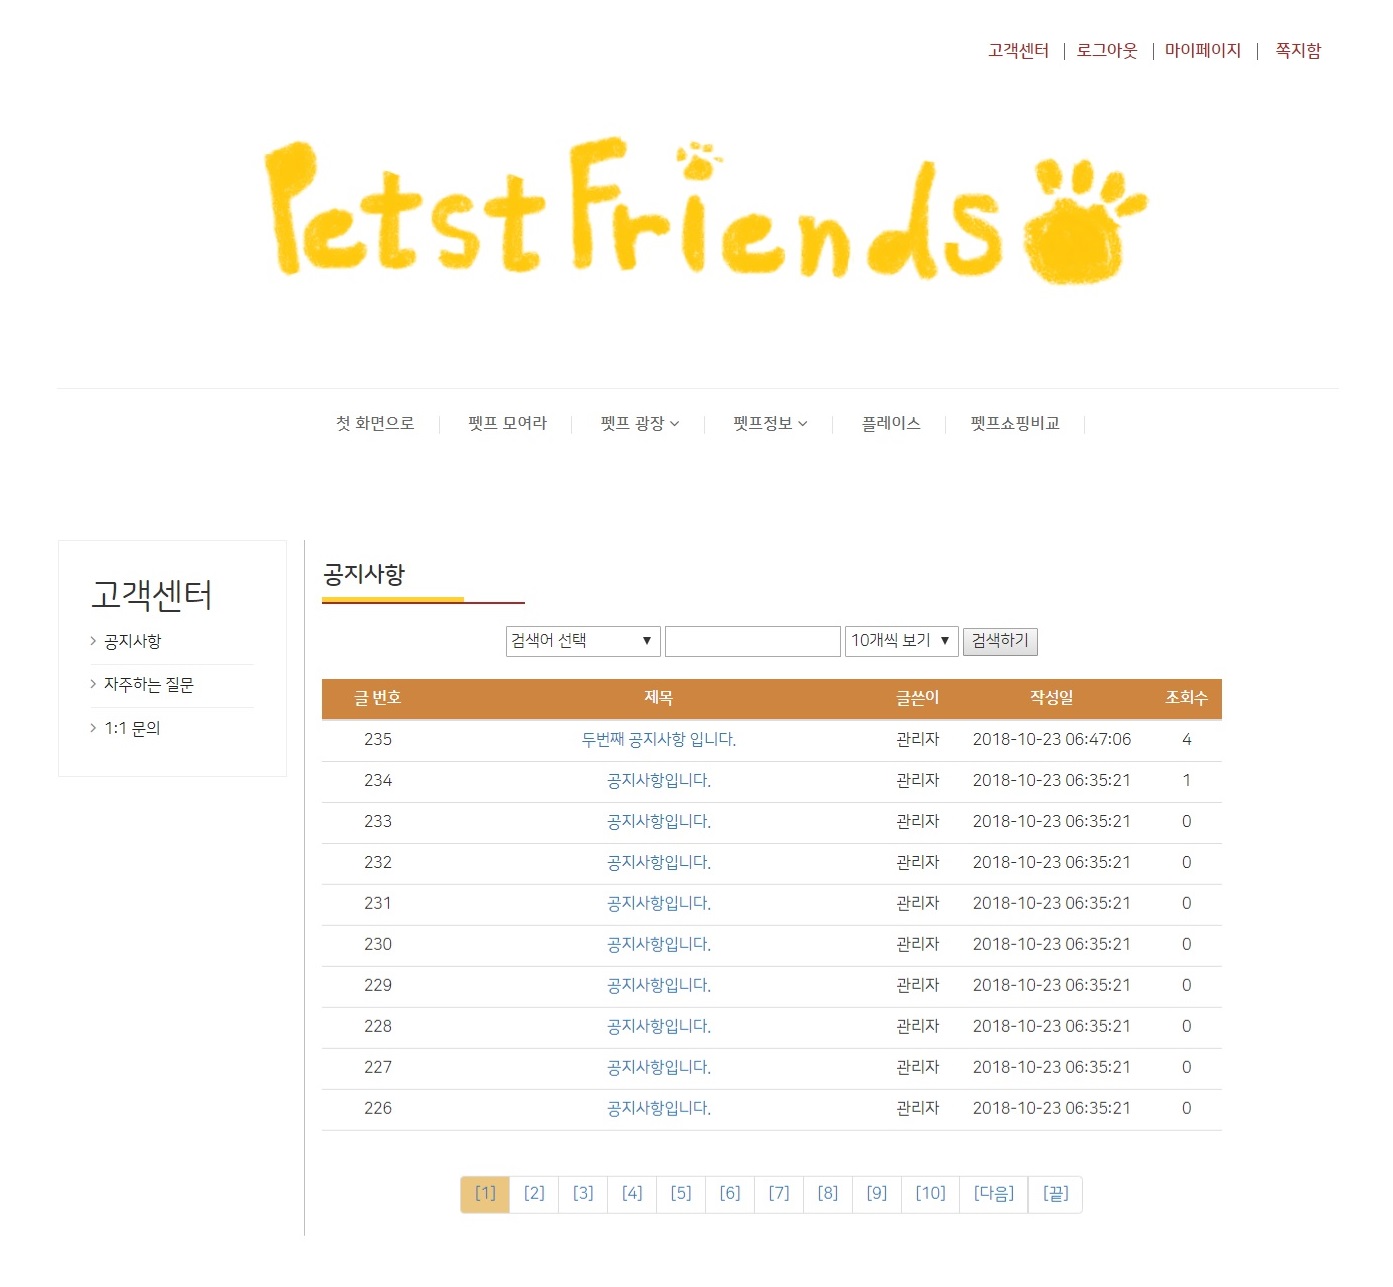 고객센터 | 로그아웃 | 마이페이지 | 쪽지함
Petst Friends
첫 화면으로 펫프 모여라 펫프 광장 펫프정보 플레이스 펫프쇼핑비교
고객센터
공지사항
자주하는 질문
1:1 문의
공지사항
검색어 선택 10개씩 보기 검색하기
글 번호 제목 글쓴이 작성일 조회수
235 두번째 공지사항 입니다. 관리자 2018-10-23 06:47:06 4
234 공지사항입니다. 관리자 2018-10-23 06:35:21 1
233 공지사항입니다. 관리자 2018-10-23 06:35:21 0
232 공지사항입니다. 관리자 2018-10-23 06:35:21 0
231 공지사항입니다. 관리자 2018-10-23 06:35:21 0
230 공지사항입니다. 관리자 2018-10-23 06:35:21 0
229 공지사항입니다. 관리자 2018-10-23 06:35:21 0
228 공지사항입니다. 관리자 2018-10-23 06:35:21 0
227 공지사항입니다. 관리자 2018-10-23 06:35:21 0
226 공지사항입니다. 관리자 2018-10-23 06:35:21 0
[1] [2] [3] [4] [5] [6] [7] [8] [9] [10] [다음] [끝]